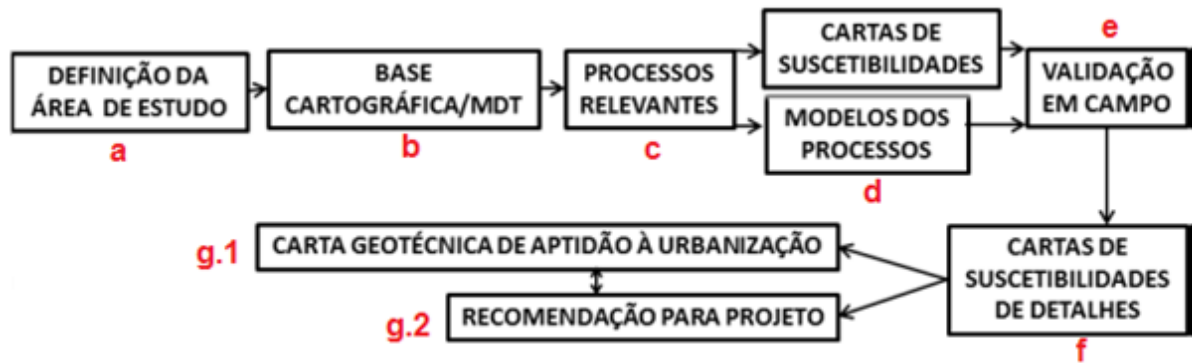 DEFINIÇÃO DA
ÁREA DE ESTUDO
a
BASE
CARTOGRÁFICA/MDT
b
PROCESSOS
RELEVANTES
c
CARTAS DE
SUSCETIBILIDADES
MODELOS DOS
PROCESSOS
d
e
VALIDAÇÃO
EM CAMPO
CARTAS DE
SUSCETIBILIDADES
DE DETALHES
f
g.1
CARTA GEOTÉCNICA DE APTIDÃO À URBANIZAÇÃO
g.2
RECOMENDAÇÃO PARA PROJETO